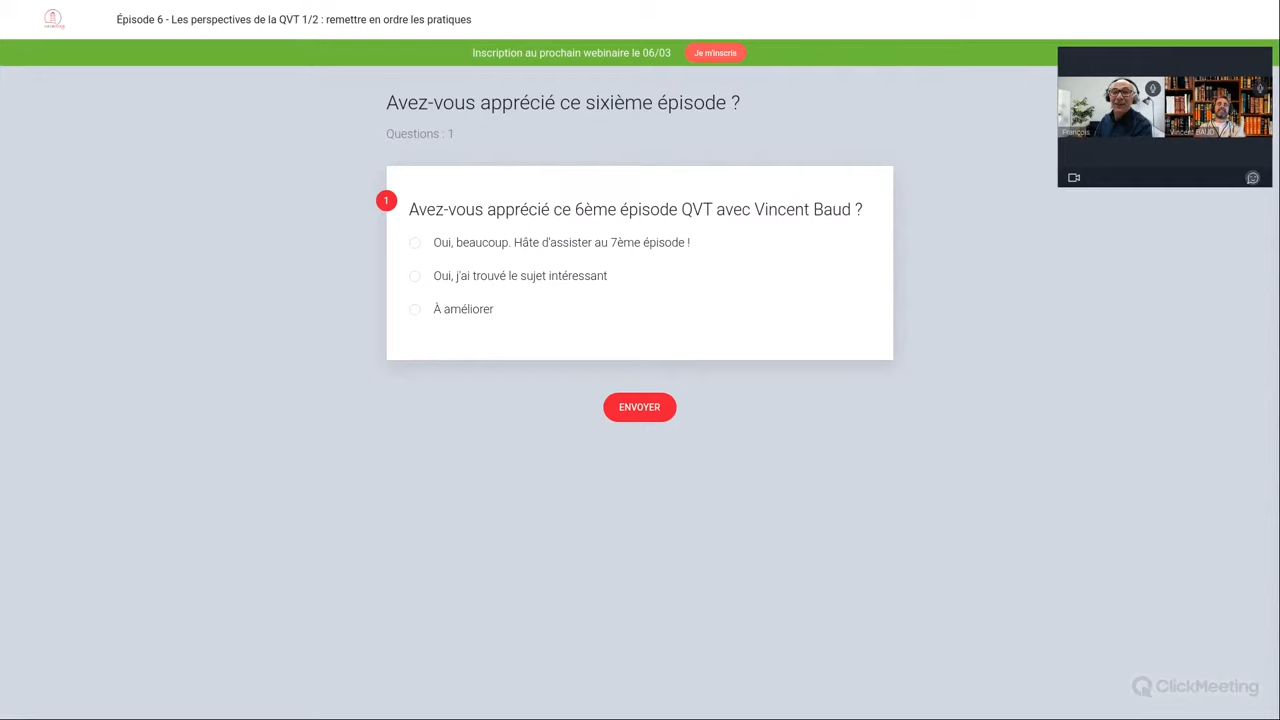 Épisode 6 - Les perspectives de la QVT 1/2 : remettre en ordre les pratiques
Inscription au prochain webinaire le 06/03
Je m'inscris
Avez-vous apprécié ce sixième épisode ?
Questions : 1
François
Vincent BAUD
1
Avez-vous apprécié ce 6ème épisode QVT avec Vincent Baud ?
Oui, beaucoup. Hâte d'assister au 7ème épisode !
Oui, j'ai trouvé le sujet intéressant
À améliorer
ENVOYER
ClickMeeting